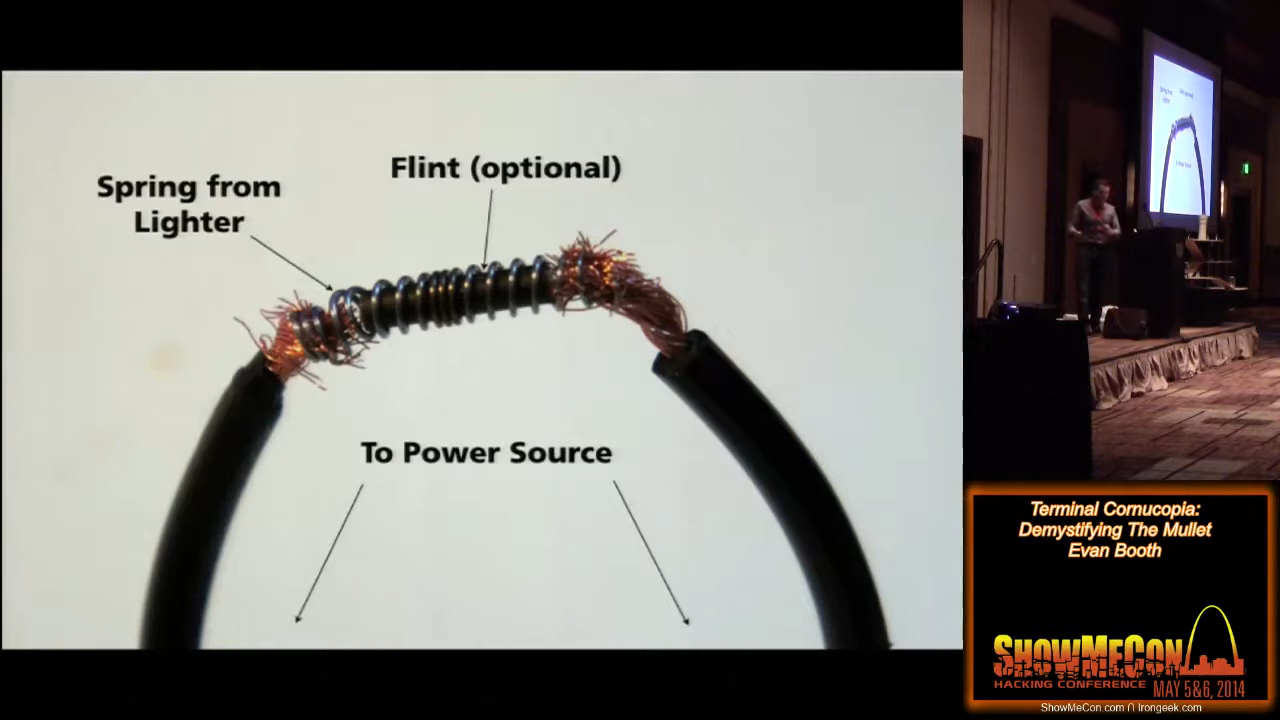 Spring from
Lighter
Flint (optional)
To Power Source
Terminal Cornucopia:
Demystifying The Mullet
Evan Booth
ShowMeCon
HACKING CONFERENCE
MAY 5&6, 2014
ShowMeCon.com ∩ Irongeek.com